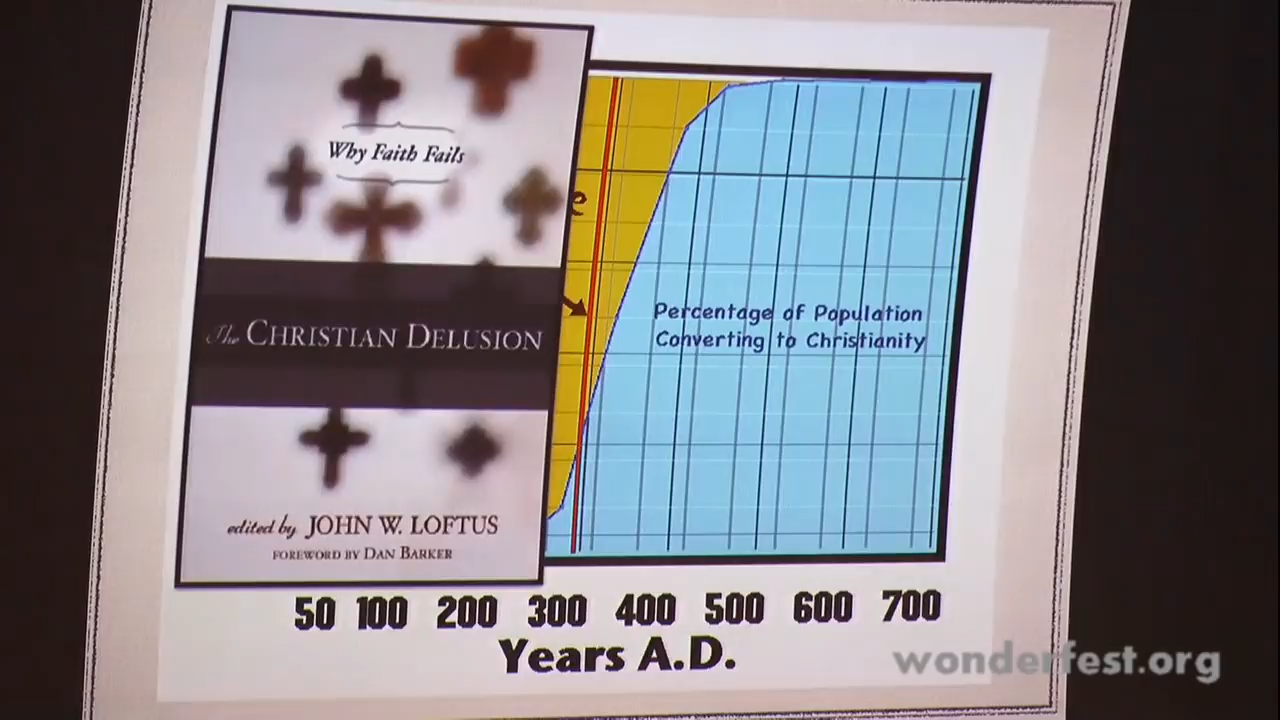 Why Faith Fails
The CHRISTIAN DELUSION
edited by JOHN W. LOFTUS
FOREWORD BY DAN BARKER
e
Percentage of Population
Converting to Christianity
50 100 200 300 400 500 600 700
Years A.D.
wonderfest.org